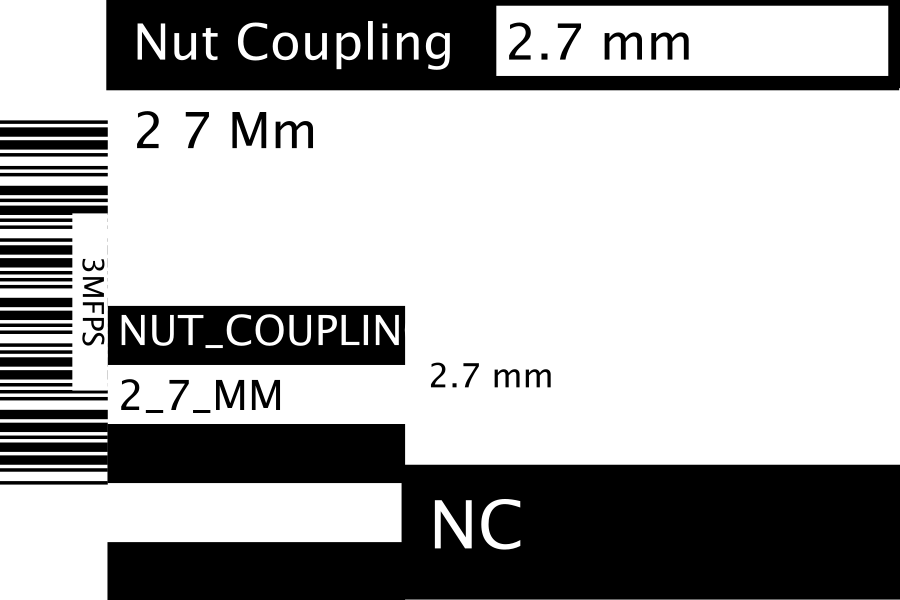 Nut Coupling 2.7 mm
2 7 Mm
3MFPS
NUT_COUPLIN
2_7_MM
2.7 mm
NC